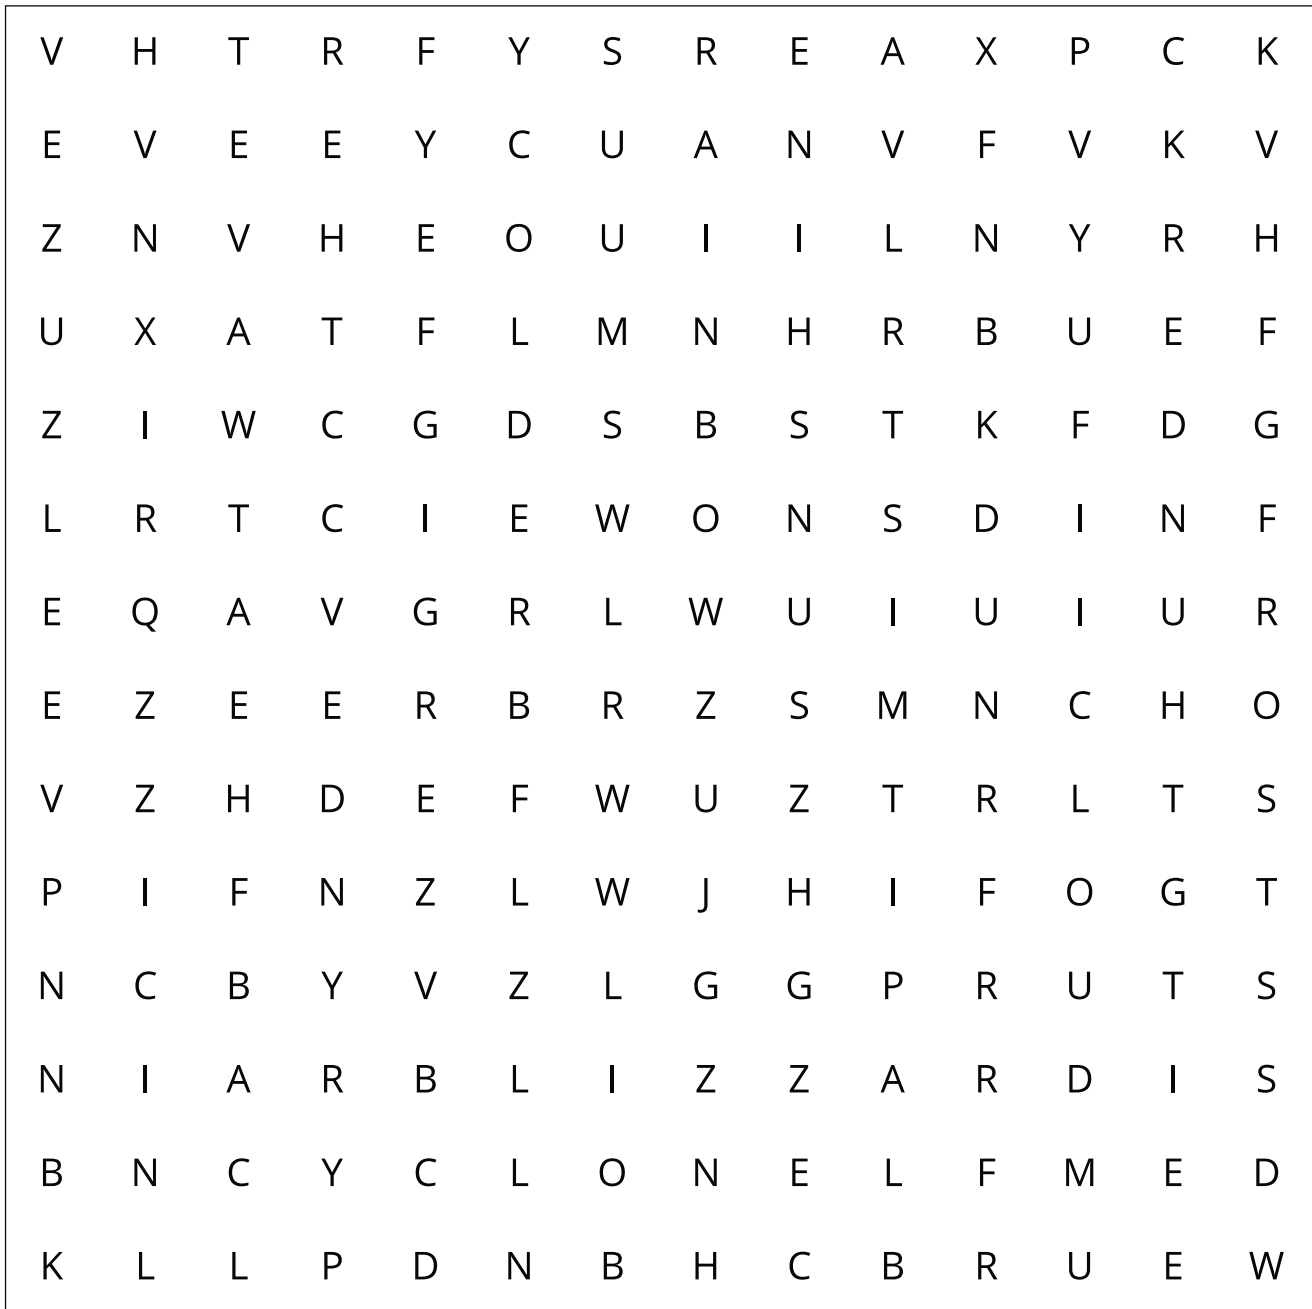 V H T R F Y S R E A X P C K
E V E E Y C U A N V F V K V
Z N V H E O U I I L N Y R H
U X A T F L M N H R B U E F
Z I W C G D S B S T K F D G
L R T C I E W O N S D I N F
E Q A V G R L W U I U I U R
E Z E E R B R Z S M N C H O
V Z H D E F W U Z T R L T S
P I F N Z L W J H I F O G T
N C B Y V Z L G G P R U T S
N I A R B L I Z Z A R D I S
B N C Y C L O N E L F M E D
K L L P D N B H C B R U E W